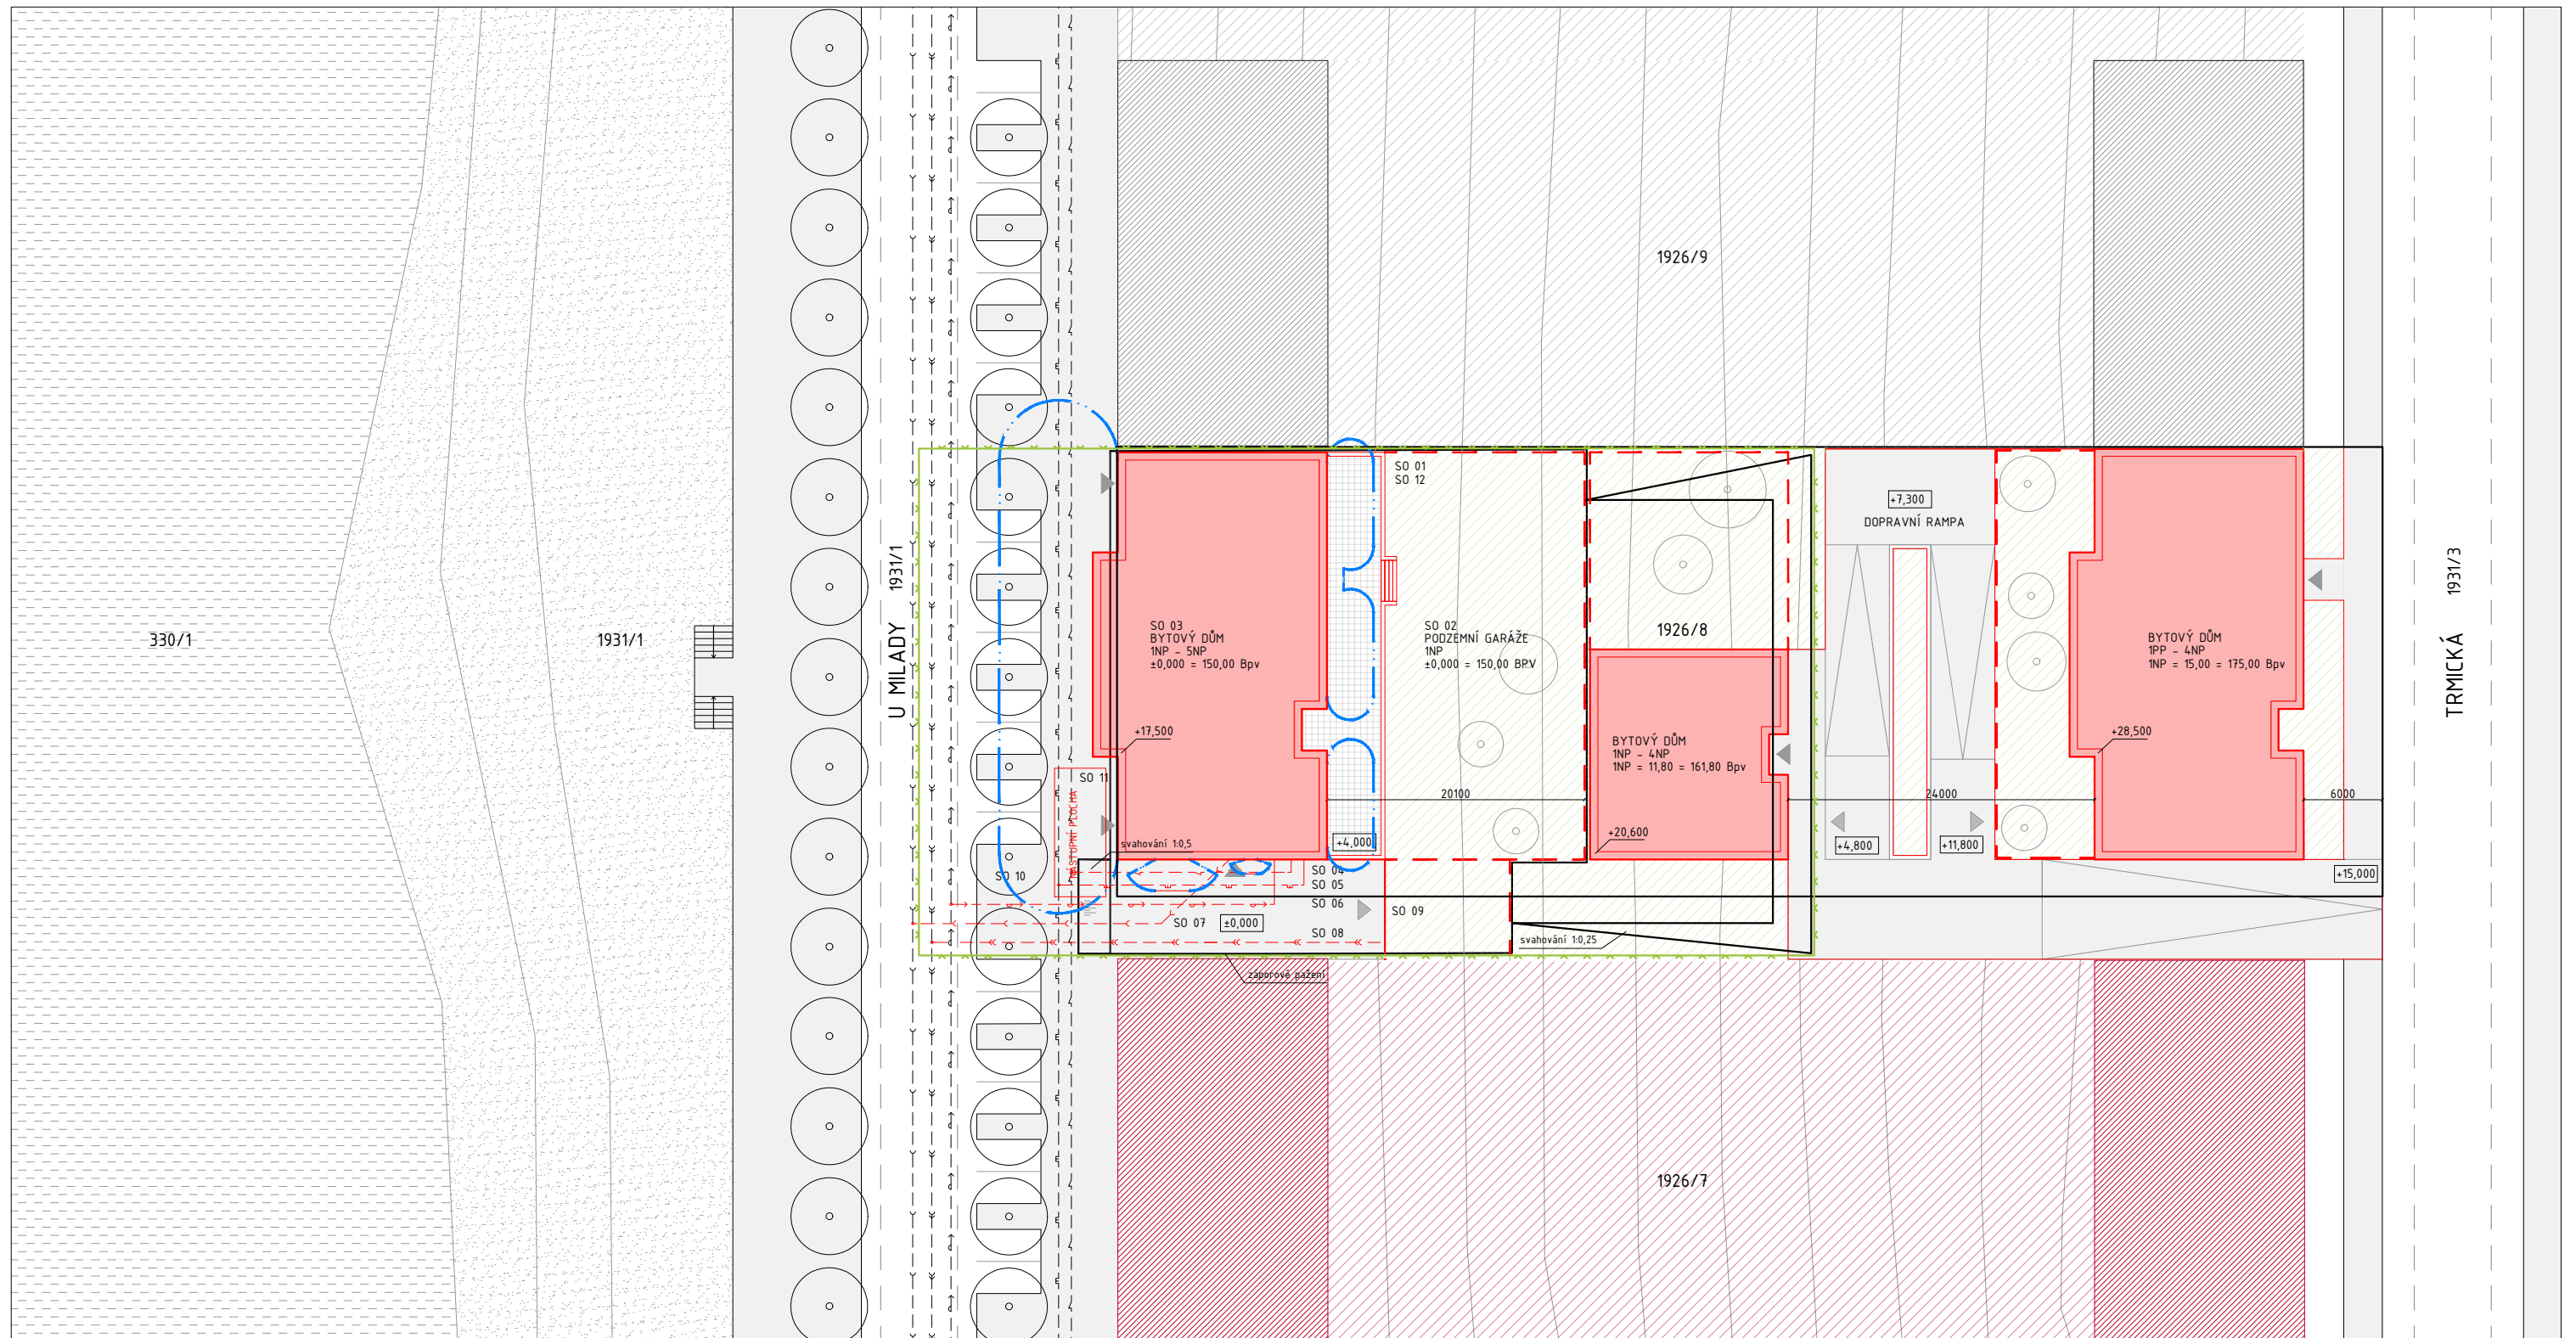 1926/9
SO 01
SO 12
+7,300
DOPRAVNÍ RAMPA
U MILADY 1931/1
TRMICKÁ 1931/3
330/1
1931/1
SO 03
BYTOVÝ DŮM
1NP - 5NP
±0,000 = 150,00 Bpv
SO 02
PODZEMNÍ GARÁŽE
1NP
±0,000 = 150,00 BPV
1926/8
BYTOVÝ DŮM
1PP - 4NP
1NP = 15,00 = 175,00 Bpv
+17,500
+28,500
BYTOVÝ DŮM
1NP - 4NP
1NP = 11,80 = 161,80 Bpv
SO 11
NÁSTUPNÍ PLOCHA
20100
24000
6000
+20,600
svahování 1:0,5
+4,000
+4,800
+11,800
SO 10
SO 04
SO 05
SO 06
+15,000
SO 09
SO 07
±0,000
SO 08
svahování 1:0,25
záporové pažení
1926/7